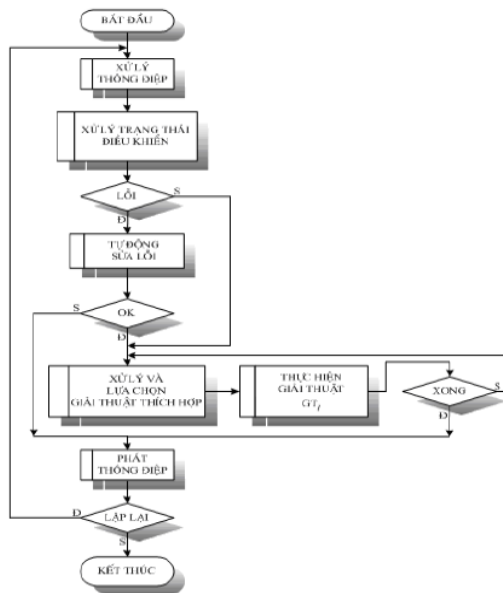 BẮT ĐẦU
XỬ LÝ
THÔNG ĐIỆP
XỬ LÝ TRẠNG THÁI
ĐIỀU KHIỂN
LỖI
S
Đ
TỰ ĐỘNG
SỬA LỖI
S
OK
Đ
XỬ LÝ VÀ
LỰA CHỌN
GIẢI THUẬT THÍCH HỢP
THỰC HIỆN
GIẢI THUẬT
GT_i
XONG
S
Đ
PHÁT
THÔNG ĐIỆP
Đ
LẶP LẠI
S
KẾT THÚC